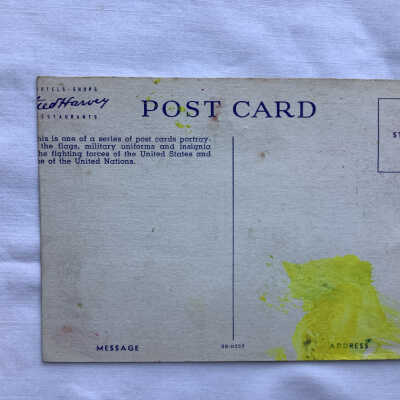 HOTELS·SHOPS
Fred Harvey
RESTAURANTS
POST CARD
his is one of a series of post cards portray-
the flags, military uniforms and insignia
he fighting forces of the United States and
e of the United Nations.
ST
MESSAGE
ADDRESS